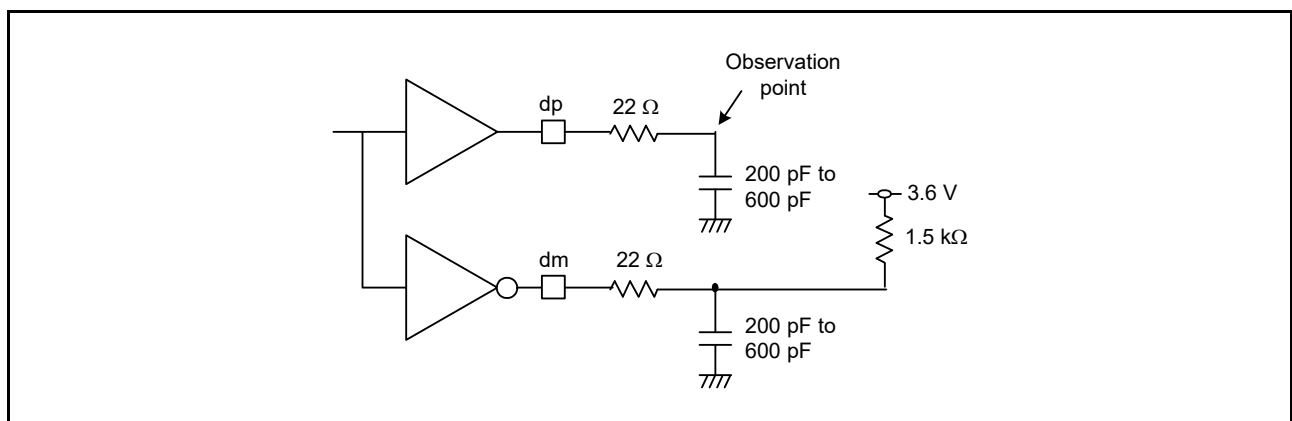 Observation
point
dp
22 Ω
200 pF to
600 pF
3.6 V
1.5 kΩ
dm
22 Ω
200 pF to
600 pF